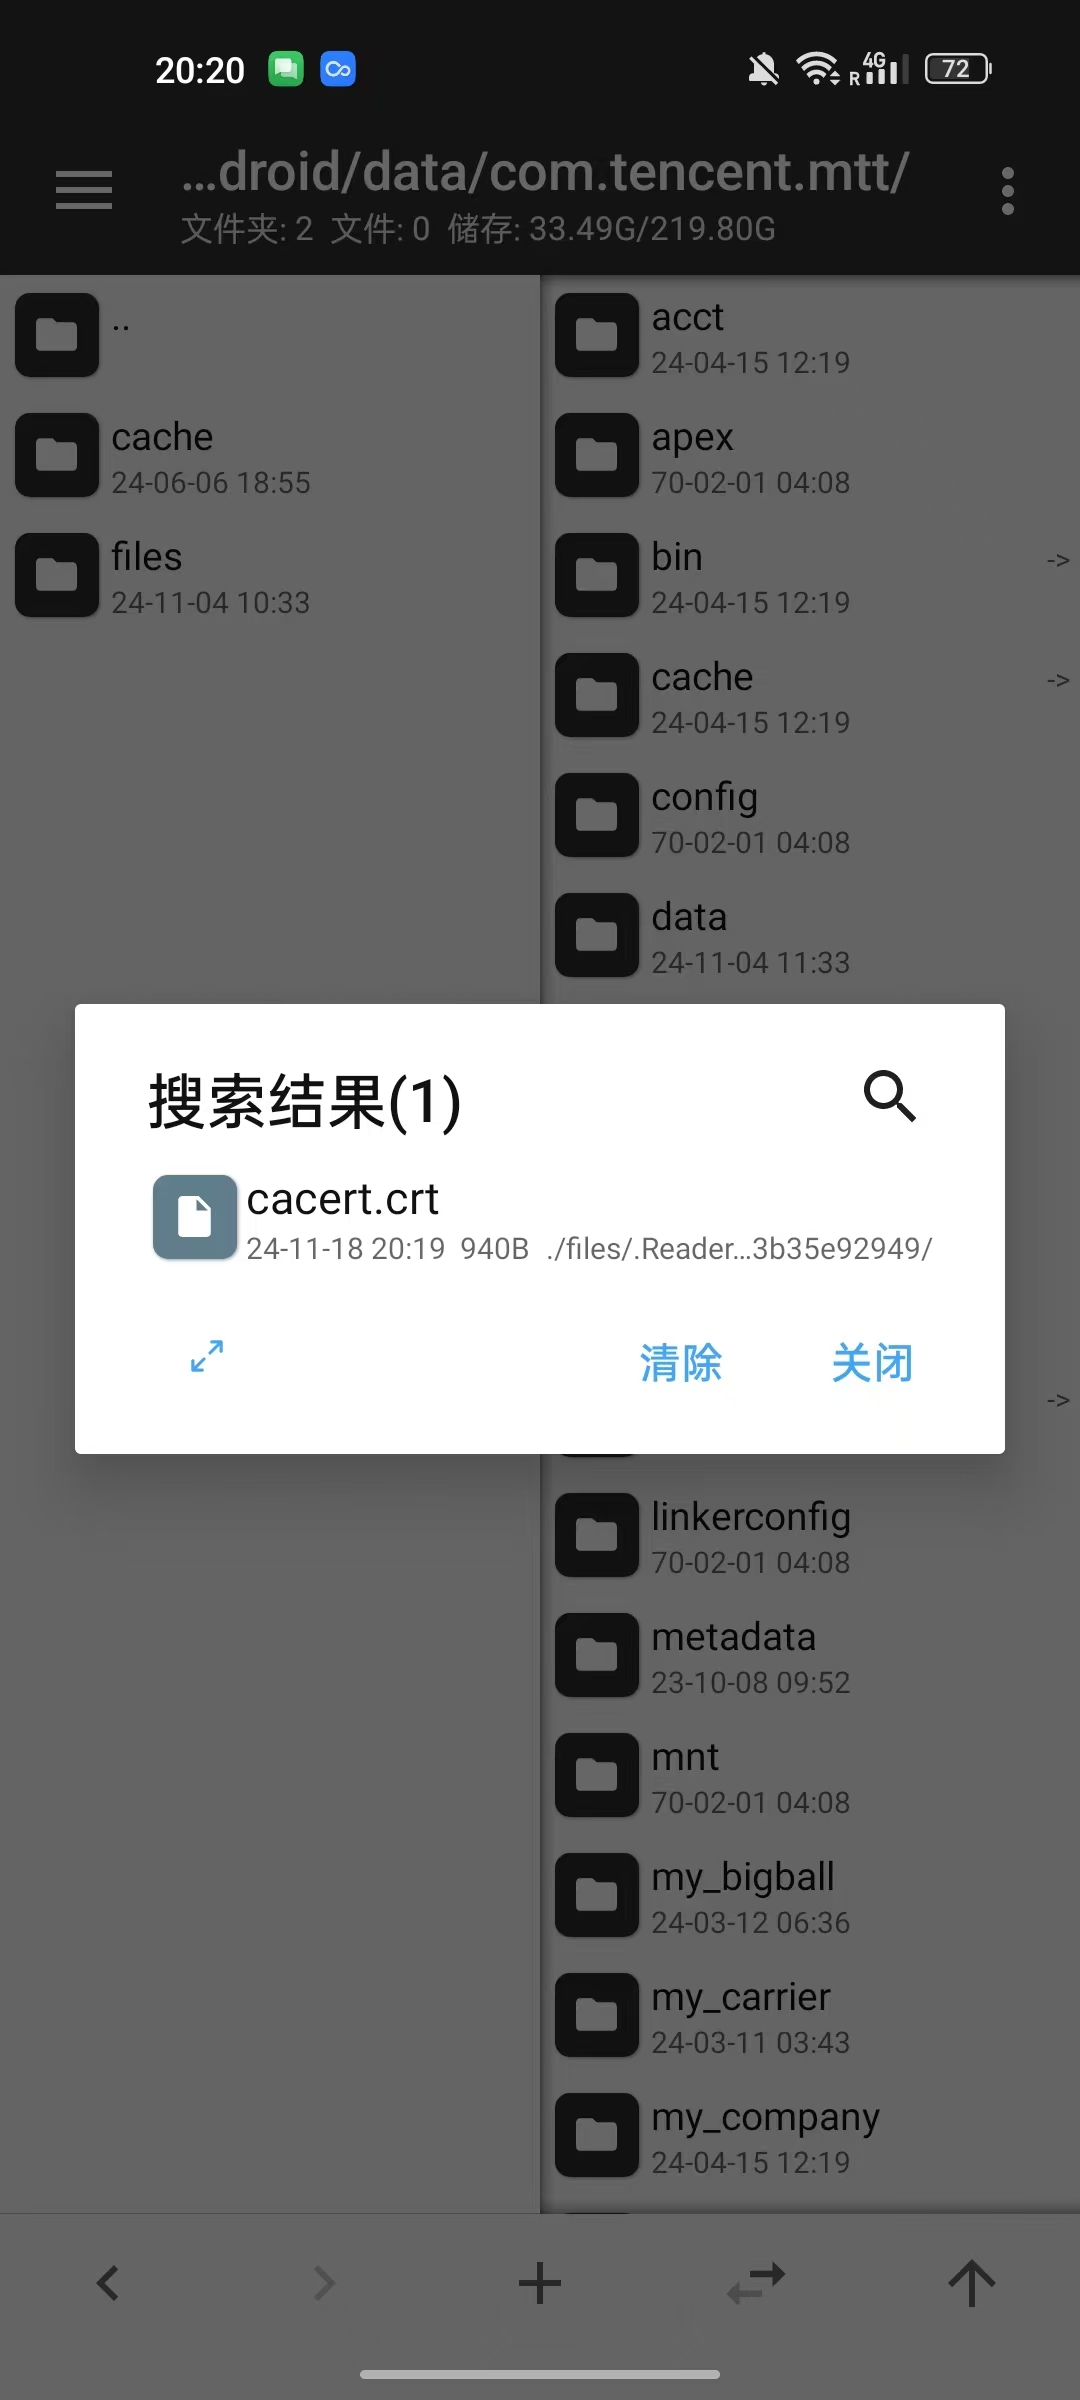 20:20
4G
R
72
...droid/data/com.tencent.mtt/
文件夹: 2 文件: 0 储存: 33.49G/219.80G
..
cache
24-06-06 18:55
files
24-11-04 10:33
acct
24-04-15 12:19
apex
70-02-01 04:08
bin
24-04-15 12:19
->
cache
24-04-15 12:19
->
config
70-02-01 04:08
data
24-11-04 11:33
搜索结果(1)
cacert.crt
24-11-18 20:19 940B ./files/.Reader...3b35e92949/
清除
关闭
->
linkerconfig
70-02-01 04:08
metadata
23-10-08 09:52
mnt
70-02-01 04:08
my_bigball
24-03-12 06:36
my_carrier
24-03-11 03:43
my_company
24-04-15 12:19